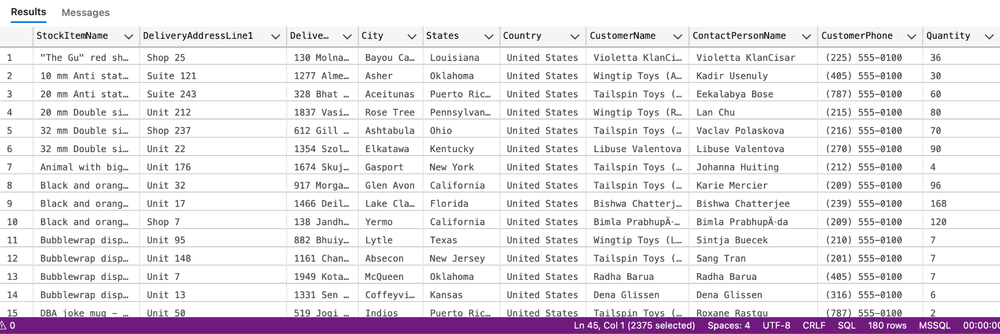 Results Messages
StockItemName DeliveryAddressLine1 Delive… City States Country CustomerName ContactPersonName CustomerPhone Quantity
1 "The Gu" red sh… Shop 25 130 Molna… Bayou Ca… Louisiana United States Violetta KlanCi… Violetta KlanCisar (225) 555-0100 36
2 10 mm Anti stat… Suite 121 1277 Alme… Asher Oklahoma United States Wingtip Toys (A… Kadir Usenuly (405) 555-0100 30
3 20 mm Anti stat… Suite 243 328 Bhat … Aceitunas Puerto Ric… United States Tailspin Toys (… Eekalabya Bose (787) 555-0100 60
4 20 mm Double si… Unit 212 1837 Vasi… Rose Tree Pennsylvan… United States Wingtip Toys (R… Lan Chu (215) 555-0100 80
5 32 mm Double si… Shop 237 612 Gill … Ashtabula Ohio United States Tailspin Toys (… Vaclav Polaskova (216) 555-0100 70
6 32 mm Double si… Unit 22 1354 Szol… Elkatawa Kentucky United States Libuse Valentova Libuse Valentova (270) 555-0100 90
7 Animal with big… Unit 176 1674 Skuj… Gasport New York United States Tailspin Toys (… Johanna Huiting (212) 555-0100 4
8 Black and orang… Unit 32 917 Morga… Glen Avon California United States Tailspin Toys (… Karie Mercier (209) 555-0100 96
9 Black and orang… Unit 17 1466 Deil… Lake Cla… Florida United States Bishwa Chatterj… Bishwa Chatterjee (239) 555-0100 168
10 Black and orang… Shop 7 138 Jandh… Yermo California United States Bimla PrabhupÄ·… Bimla PrabhupÄ·da (209) 555-0100 120
11 Bubblewrap disp… Unit 95 882 Bhuiy… Lytle Texas United States Wingtip Toys (L… Sintja Buecek (210) 555-0100 7
12 Bubblewrap disp… Unit 148 1161 Chan… Absecon New Jersey United States Tailspin Toys (… Sang Tran (201) 555-0100 7
13 Bubblewrap disp… Unit 7 1949 Kota… McQueen Oklahoma United States Radha Barua Radha Barua (405) 555-0100 7
14 Bubblewrap disp… Unit 13 1331 Sen … Coffeyvi… Kansas United States Dena Glissen Dena Glissen (316) 555-0100 6
15 DBA joke mug - … Unit 50 519 Jogi … Indios Puerto Ric… United States Tailspin Toys (… Roxane Rastgu (787) 555-0100 2
0 Ln 45, Col 1 (2375 selected) Spaces: 4 UTF-8 CRLF SQL 180 rows MSSQL 00:00:00